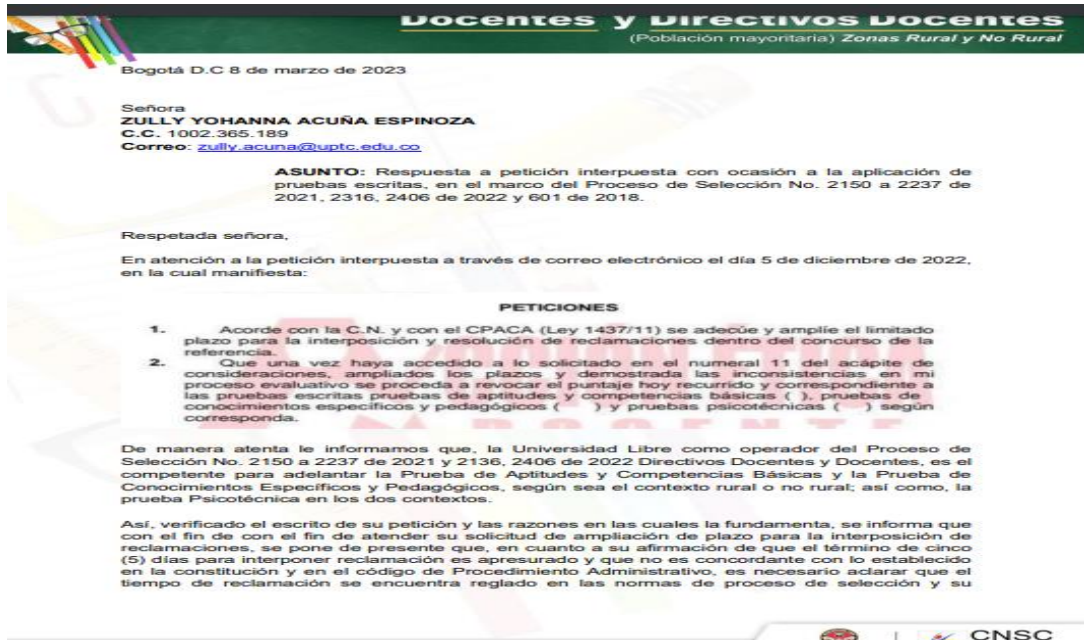 Docentes y Directivos Docentes
(Población mayoritaria) Zonas Rural y No Rural
Bogotá D.C 8 de marzo de 2023
Señora
ZULLY YOHANNA ACUÑA ESPINOZA
C.C. 1002.365.189
Correo: zully.acuna@uptc.edu.co
ASUNTO: Respuesta a petición interpuesta con ocasión a la aplicación de
pruebas escritas, en el marco del Proceso de Selección No. 2150 a 2237 de
2021, 2316, 2406 de 2022 y 601 de 2018.
Respetada señora,
En atención a la petición interpuesta a través de correo electrónico el día 5 de diciembre de 2022,
en la cual manifiesta:
PETICIONES
1. Acorde con la C.N. y con el CPACA (Ley 1437/11) se adecúe y amplíe el limitado
plazo para la interposición y resolución de reclamaciones dentro del concurso de la
referencia.
2. Que una vez haya accedido a lo solicitado en el numeral 11 del acápite de
consideraciones, ampliados los plazos y demostrada las inconsistencias en mi
proceso evaluativo se proceda a revocar el puntaje hoy recurrido y correspondiente a
las pruebas escritas pruebas de aptitudes y competencias básicas ( ), pruebas de
conocimientos específicos y pedagógicos ( ) y pruebas psicotécnicas ( ) según
corresponda.
De manera atenta le informamos que, la Universidad Libre como operador del Proceso de
Selección No. 2150 a 2237 de 2021 y 2136, 2406 de 2022 Directivos Docentes y Docentes, es el
competente para adelantar la Prueba de Aptitudes y Competencias Básicas y la Prueba de
Conocimientos Específicos y Pedagógicos, según sea el contexto rural o no rural; así como, la
prueba Psicotécnica en los dos contextos.
Así, verificado el escrito de su petición y las razones en las cuales la fundamenta, se informa que
con el fin de con el fin de atender su solicitud de ampliación de plazo para la interposición de
reclamaciones, se pone de presente que, en cuanto a su afirmación de que el término de cinco
(5) días para interponer reclamación es apresurado y que no es concordante con lo establecido
en la constitución y en el código de Procedimiento Administrativo, es necesario aclarar que el
tiempo de reclamación se encuentra reglado en las normas de proceso de selección y su
CNSC